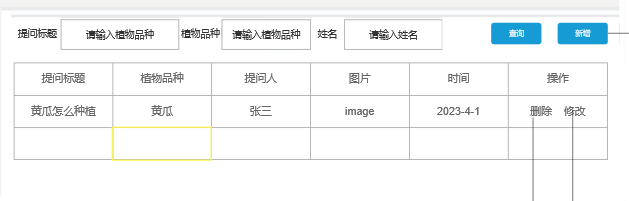 提问标题 请输入植物品种 植物品种 请输入植物品种 姓名 请输入姓名 查询 新增
提问标题 植物品种 提问人 图片 时间 操作
黄瓜怎么种植 黄瓜 张三 image 2023-4-1 删除 修改